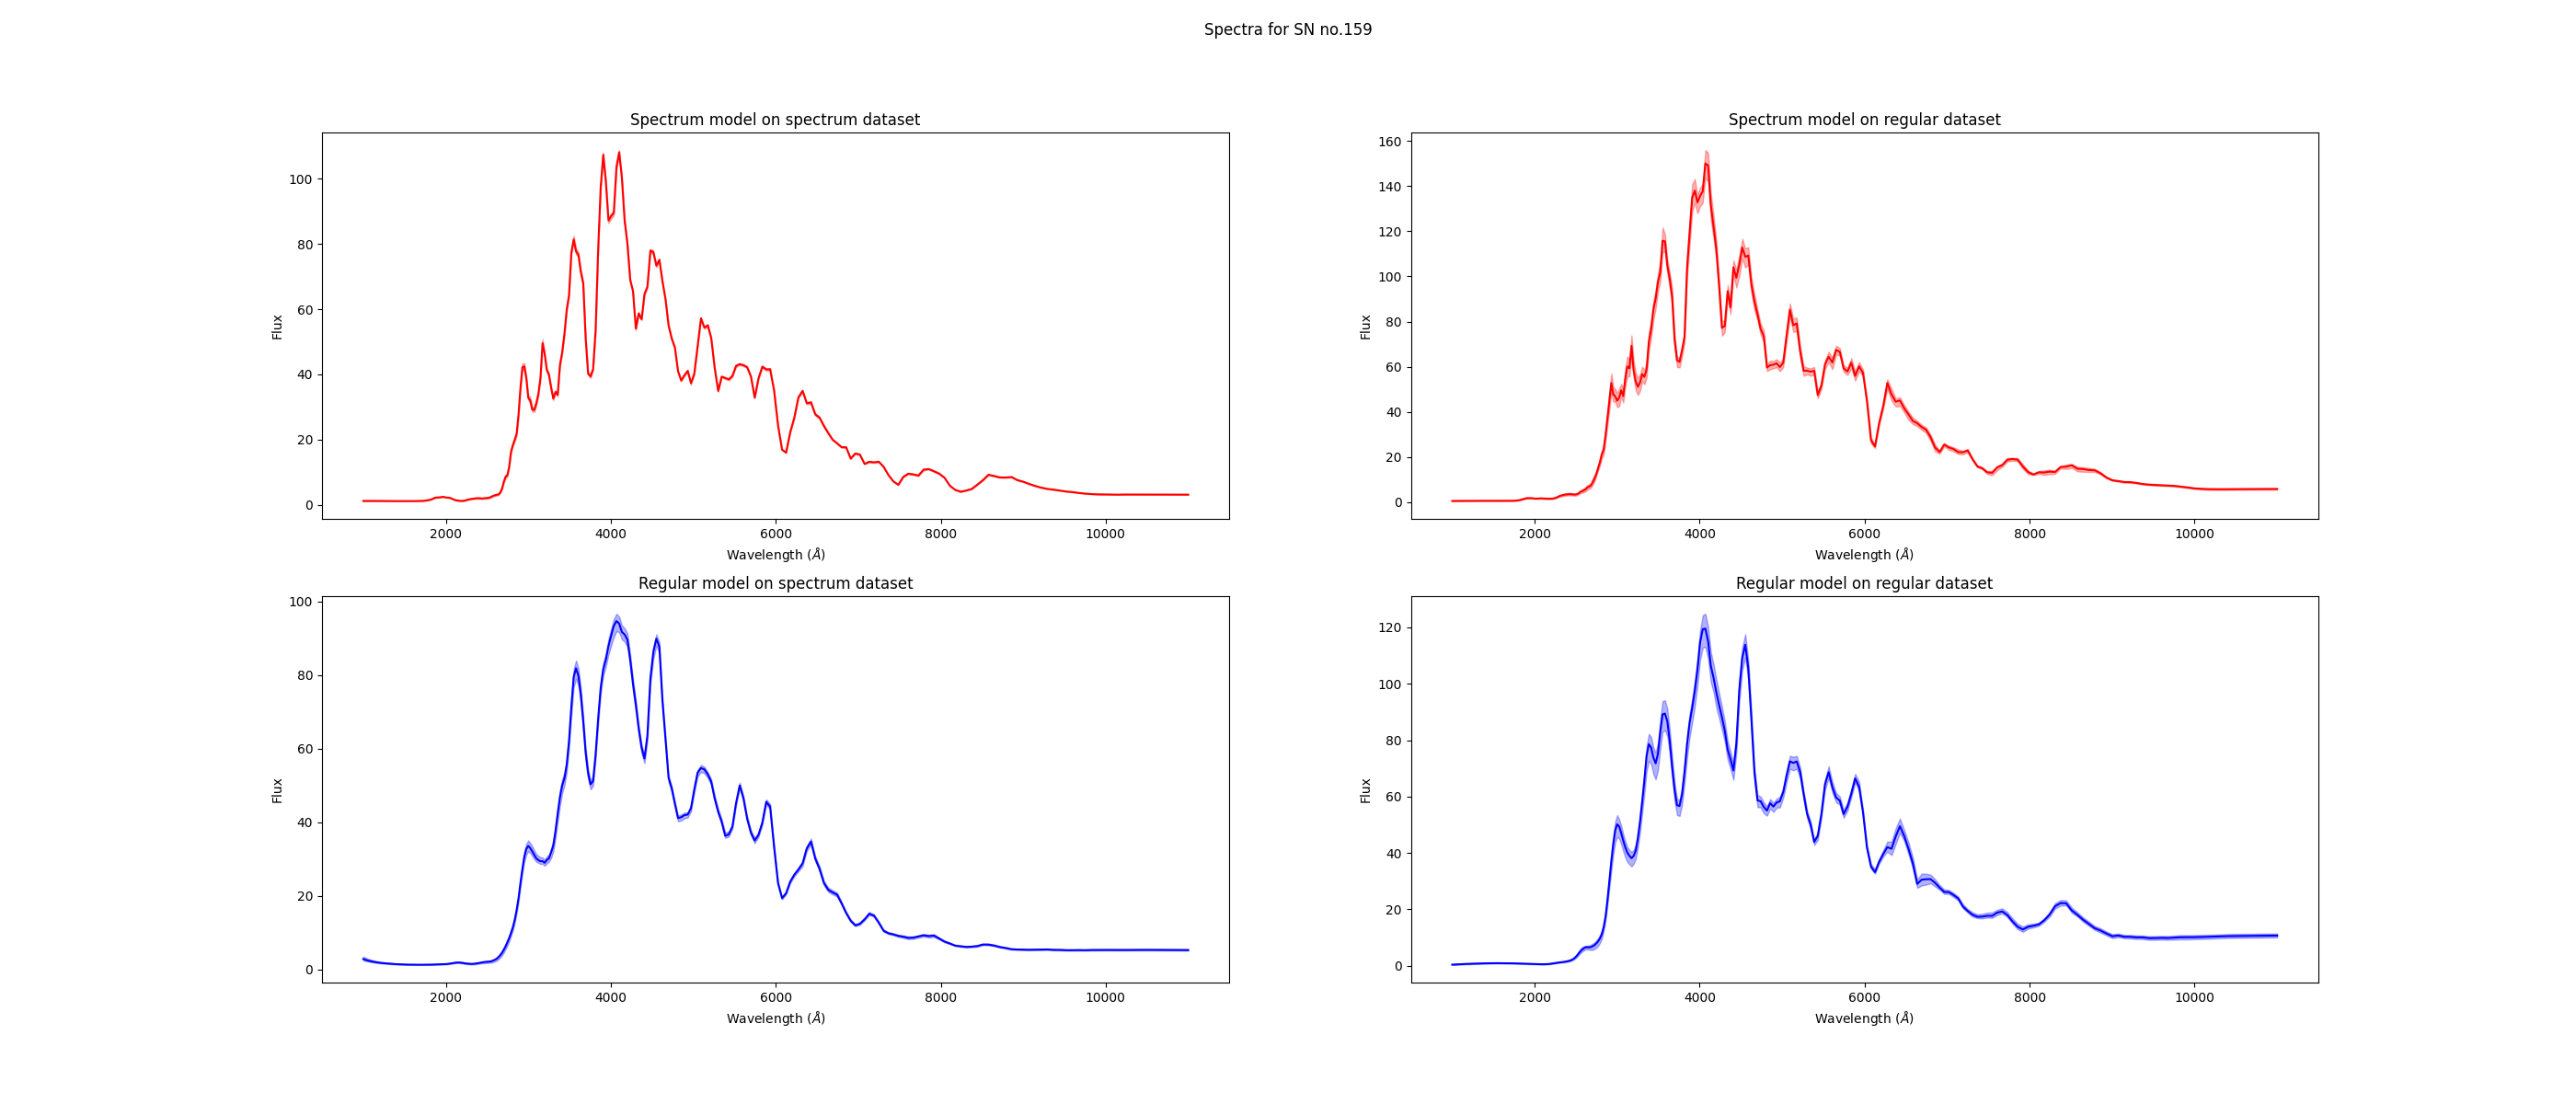 Spectra for SN no.159
Spectrum model on spectrum dataset
Flux
100
80
60
40
20
0
2000 4000 6000 8000 10000
Wavelength (Å)
Spectrum model on regular dataset
Flux
160
140
120
100
80
60
40
20
0
2000 4000 6000 8000 10000
Wavelength (Å)
Regular model on spectrum dataset
Flux
100
80
60
40
20
0
2000 4000 6000 8000 10000
Wavelength (Å)
Regular model on regular dataset
Flux
120
100
80
60
40
20
0
2000 4000 6000 8000 10000
Wavelength (Å)